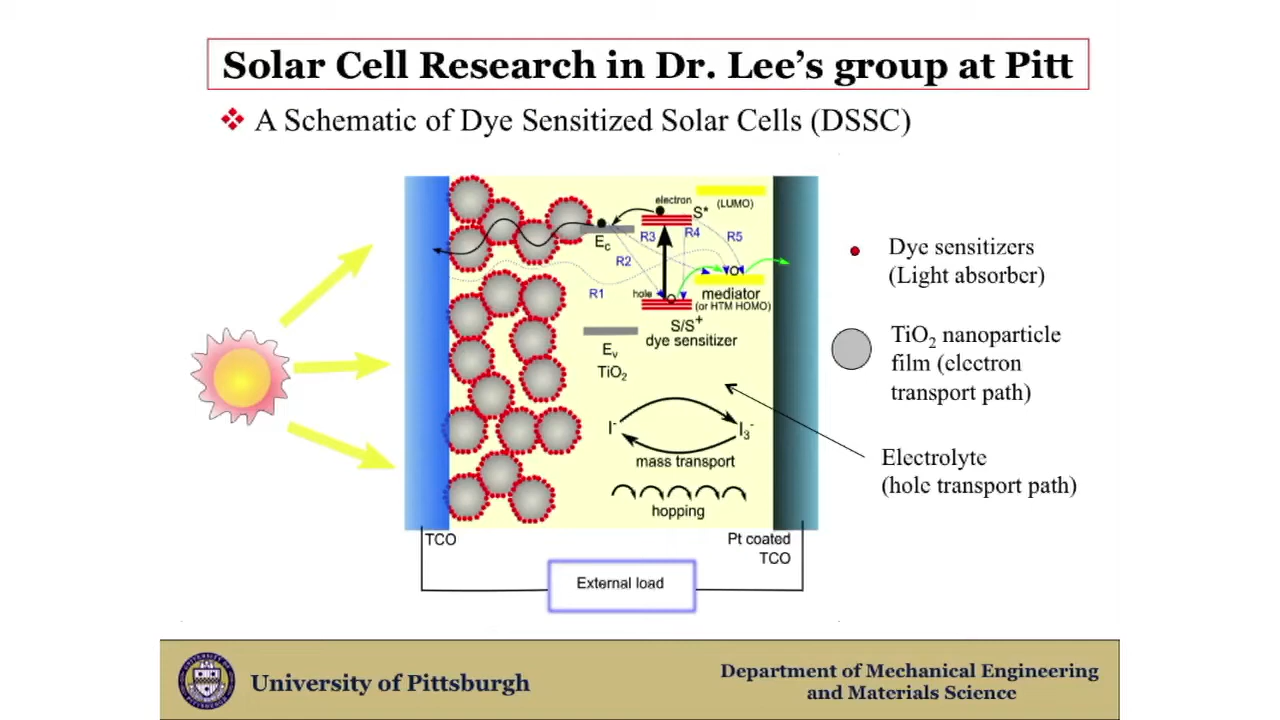 Solar Cell Research in Dr. Lee's group at Pitt
❖ A Schematic of Dye Sensitized Solar Cells (DSSC)
electron
S*
(LUMO)
E_c
R3
R4
R5
R2
R1
hole
mediator
(or HTM HOMO)
S/S⁺
dye sensitizer
E_v
TiO₂
I⁻
I₃⁻
mass transport
hopping
TCO
Pt coated
TCO
External load
Dye sensitizers
(Light absorber)
TiO₂ nanoparticle
film (electron
transport path)
Electrolyte
(hole transport path)
University of Pittsburgh
Department of Mechanical Engineering
and Materials Science